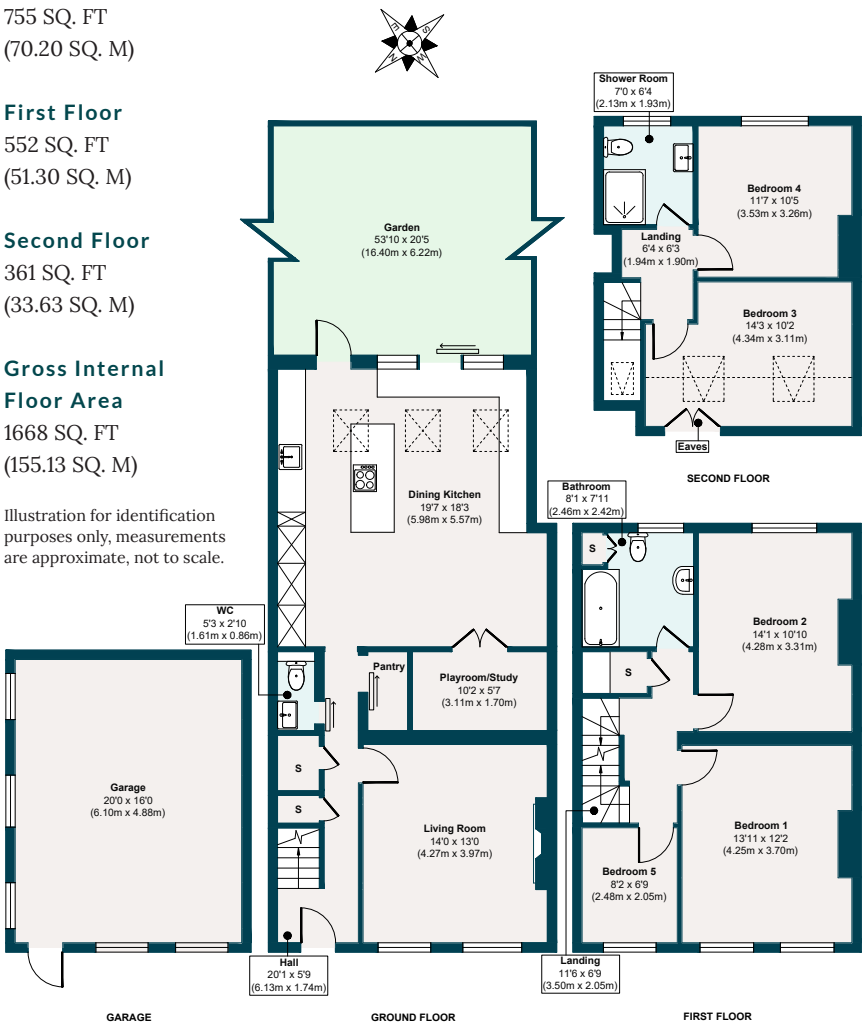 755 SQ. FT
(70.20 SQ. M)
First Floor
552 SQ. FT
(51.30 SQ. M)
Second Floor
361 SQ. FT
(33.63 SQ. M)
Gross Internal
Floor Area
1668 SQ. FT
(155.13 SQ. M)
Illustration for identification
purposes only, measurements
are approximate, not to scale.
E
S
N
W
Garden
53'10 x 20'5
(16.40m x 6.22m)
Dining Kitchen
19'7 x 18'3
(5.98m x 5.57m)
WC
5'3 x 2'10
(1.61m x 0.86m)
Pantry
Playroom/Study
10'2 x 5'7
(3.11m x 1.70m)
S
S
Living Room
14'0 x 13'0
(4.27m x 3.97m)
Hall
20'1 x 5'9
(6.13m x 1.74m)
GROUND FLOOR
Garage
20'0 x 16'0
(6.10m x 4.88m)
GARAGE
Shower Room
7'0 x 6'4
(2.13m x 1.93m)
Bedroom 4
11'7 x 10'5
(3.53m x 3.26m)
Landing
6'4 x 6'3
(1.94m x 1.90m)
Bedroom 3
14'3 x 10'2
(4.34m x 3.11m)
Eaves
SECOND FLOOR
Bathroom
8'1 x 7'11
(2.46m x 2.42m)
S
Bedroom 2
14'1 x 10'10
(4.28m x 3.31m)
S
Bedroom 1
13'11 x 12'2
(4.25m x 3.70m)
Bedroom 5
8'2 x 6'9
(2.48m x 2.05m)
Landing
11'6 x 6'9
(3.50m x 2.05m)
FIRST FLOOR